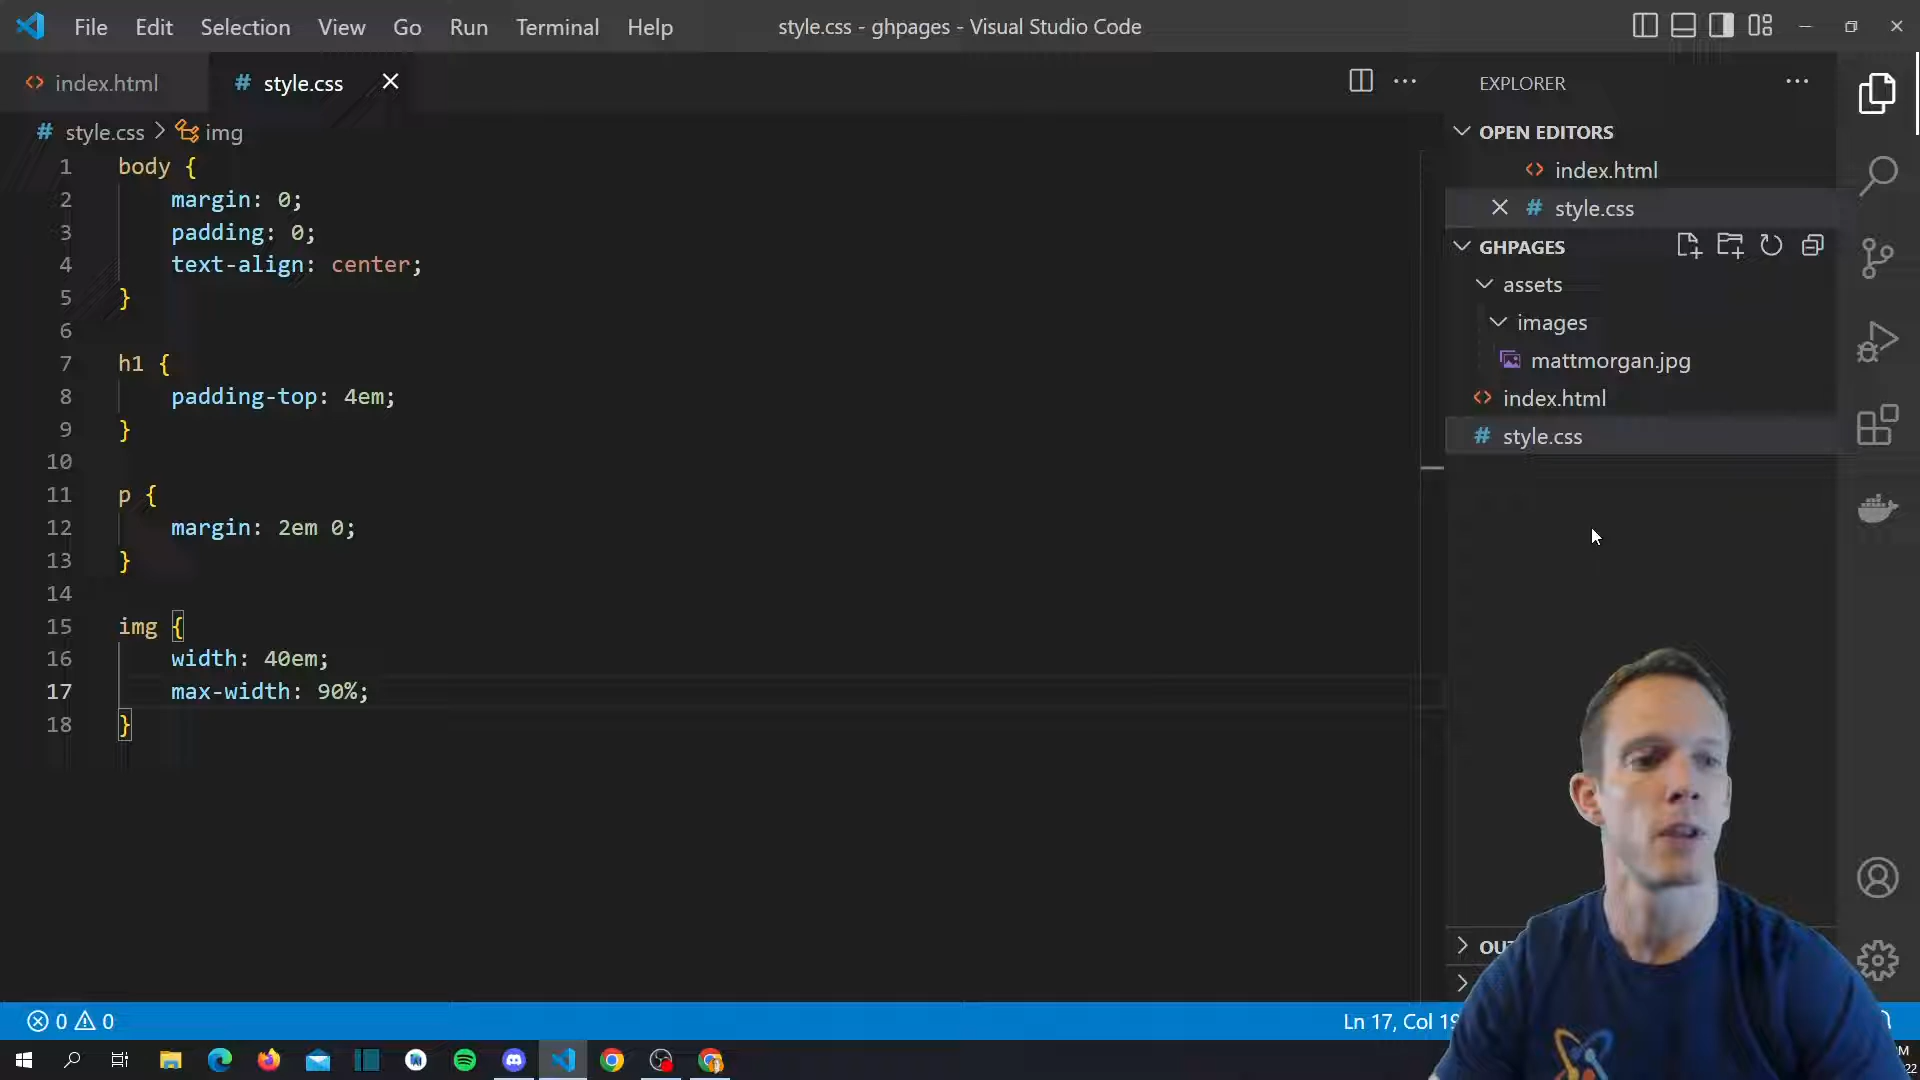 File Edit Selection View Go Run Terminal Help
style.css - ghpages - Visual Studio Code
index.html
# style.css
# style.css > img
1 body {
2 margin: 0;
3 padding: 0;
4 text-align: center;
5 }
6
7 h1 {
8 padding-top: 4em;
9 }
10
11 p {
12 margin: 2em 0;
13 }
14
15 img {
16 width: 40em;
17 max-width: 90%;
18 }
EXPLORER
OPEN EDITORS
index.html
# style.css
GHPAGES
assets
images
mattmorgan.jpg
index.html
# style.css
0 0
Ln 17, Col